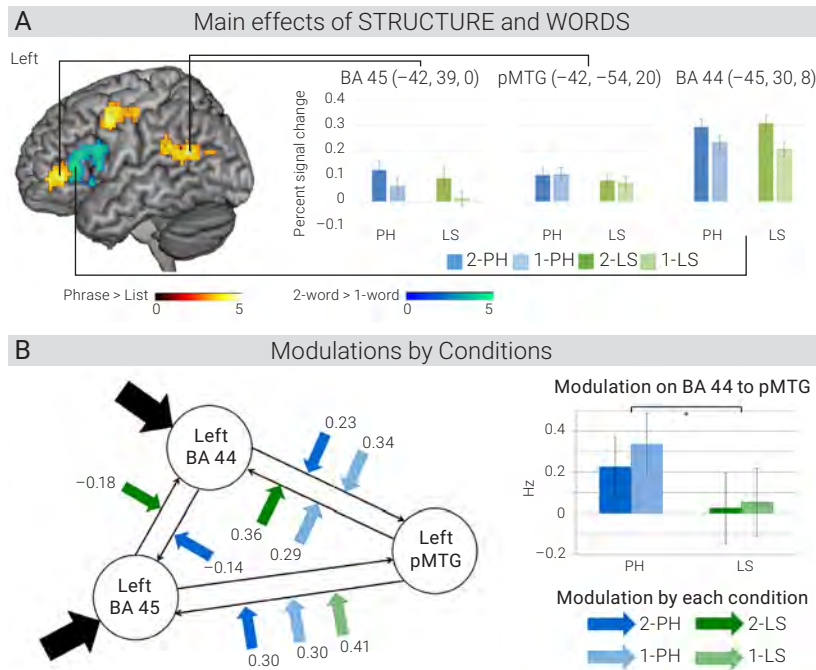 A Main effects of STRUCTURE and WORDS
Left
BA 45 (−42, 39, 0) pMTG (−42, −54, 20) BA 44 (−45, 30, 8)
Percent signal change
0.4
0.3
0.2
0.1
0
−0.1
PH LS PH LS PH LS
2-PH 1-PH 2-LS 1-LS
Phrase > List 0 5
2-word > 1-word 0 5
B Modulations by Conditions
Left
BA 44
Left
BA 45
Left
pMTG
0.23
0.34
−0.18
0.36
0.29
−0.14
0.30
0.30
0.41
Modulation on BA 44 to pMTG
*
Hz
0.4
0.2
0
−0.2
PH LS
Modulation by each condition
2-PH 2-LS
1-PH 1-LS